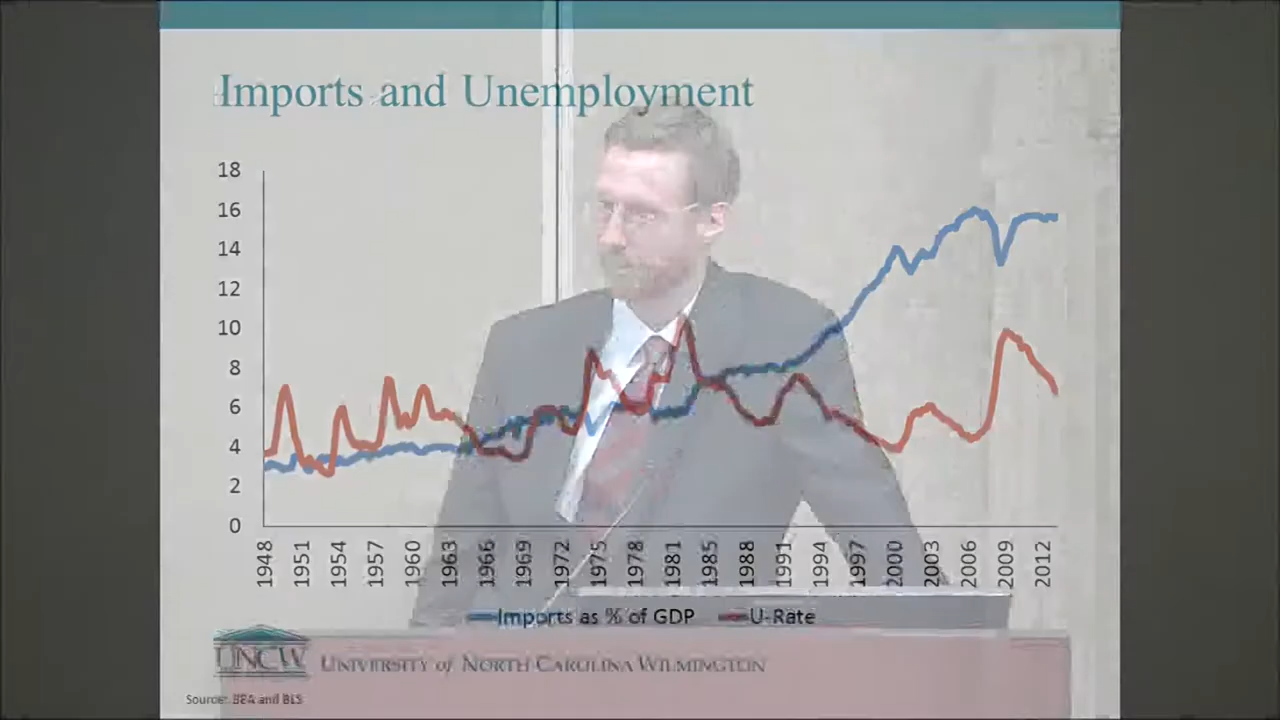 Imports and Unemployment
18
16
14
12
10
8
6
4
2
0
1948 1951 1954 1957 1960 1963 1966 1969 1972 1975 1978 1981 1985 1988 1991 1994 1997 2000 2003 2006 2009 2012
Imports as % of GDP U-Rate
UNCW UNIVERSITY of NORTH CAROLINA WILMINGTON
Source: BEA and BLS